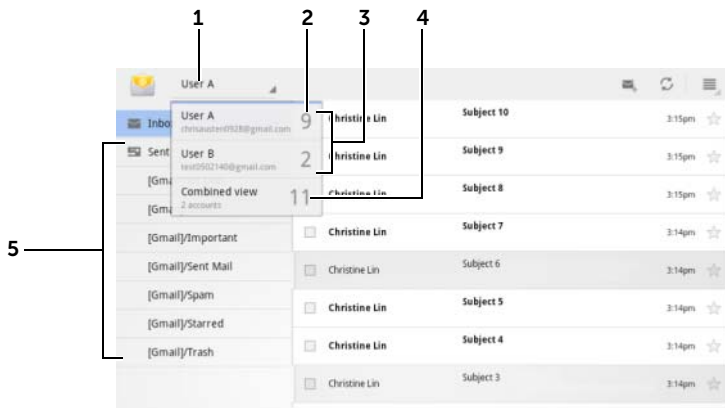 1 2 3 4
User A
Inbo
User A 9
chrisausten0928@gmail.com
Christine Lin Subject 10 3:15pm
Sent
User B 2
test0502140@gmail.com
Christine Lin Subject 9 3:15pm
[Gma
Combined view 11
2 accounts
Christine Lin Subject 8 3:15pm
[Gma
[Gmail]/Important
Christine Lin Subject 7 3:14pm
5
[Gmail]/Sent Mail
Christine Lin Subject 6 3:14pm
[Gmail]/Spam
Christine Lin Subject 5 3:14pm
[Gmail]/Starred
Christine Lin Subject 4 3:14pm
[Gmail]/Trash
Christine Lin Subject 3 3:14pm